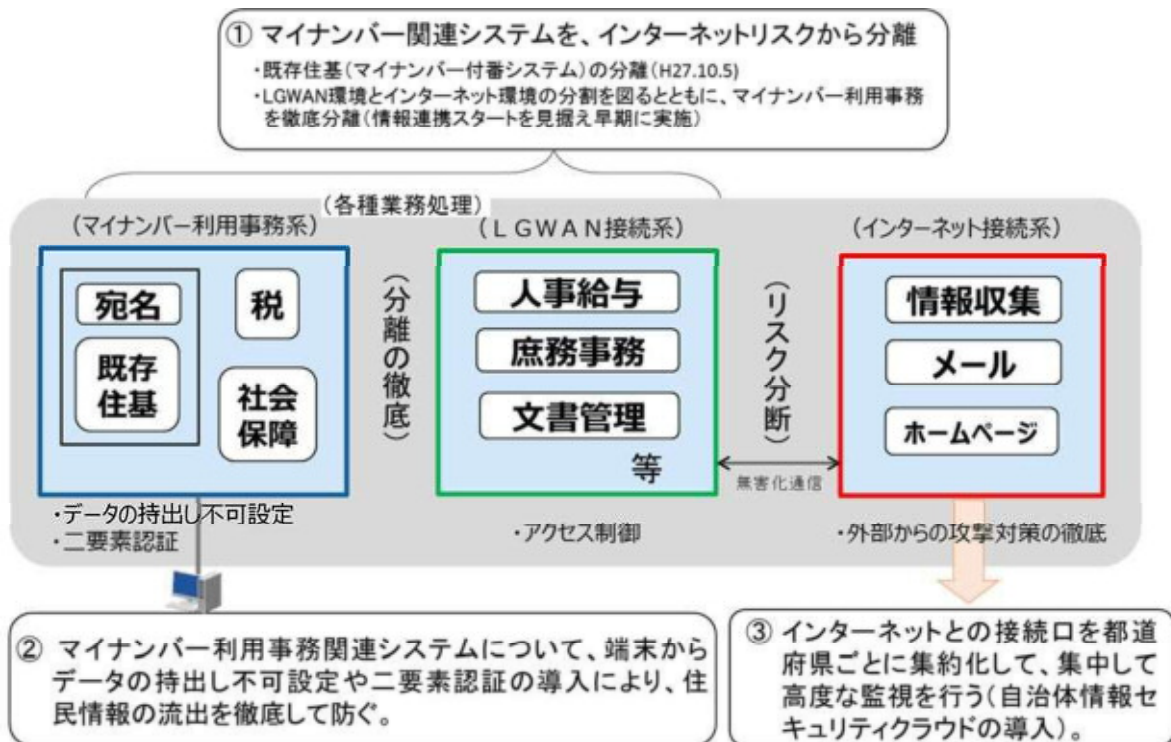 ① マイナンバー関連システムを、インターネットリスクから分離
・既存住基(マイナンバー付番システム)の分離(H27.10.5)
・LGWAN環境とインターネット環境の分割を図るとともに、マイナンバー利用事務
を徹底分離(情報連携スタートを見据え早期に実施)
(各種業務処理)
(マイナンバー利用事務系)
宛名
既存
住基
税
社会
保障
・データの持出し不可設定
・二要素認証
(分離の徹底)
(LGWAN接続系)
人事給与
庶務事務
文書管理
等
・アクセス制御
(リスク分断)
無害化通信
(インターネット接続系)
情報収集
メール
ホームページ
・外部からの攻撃対策の徹底
② マイナンバー利用事務関連システムについて、端末から
データの持出し不可設定や二要素認証の導入により、住
民情報の流出を徹底して防ぐ。
③ インターネットとの接続口を都道
府県ごとに集約化して、集中して
高度な監視を行う(自治体情報セ
キュリティクラウドの導入)。